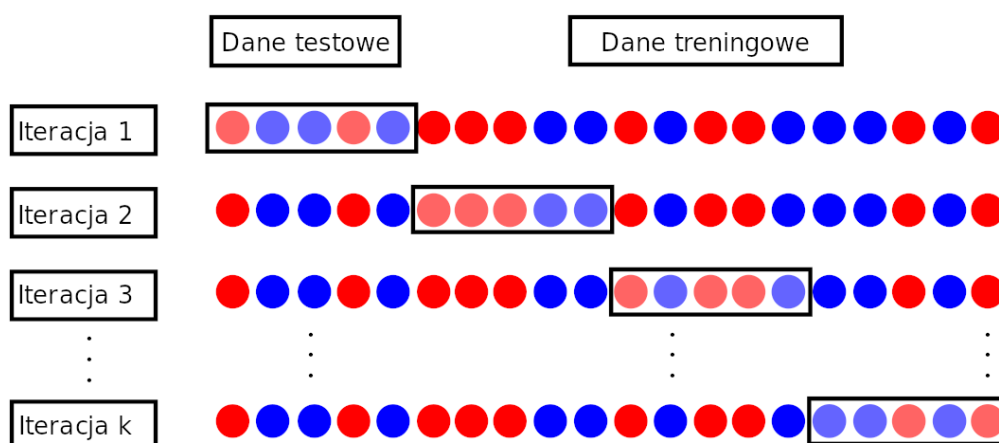 Dane testowe
Dane treningowe
Iteracja 1
Iteracja 2
Iteracja 3
Iteracja k